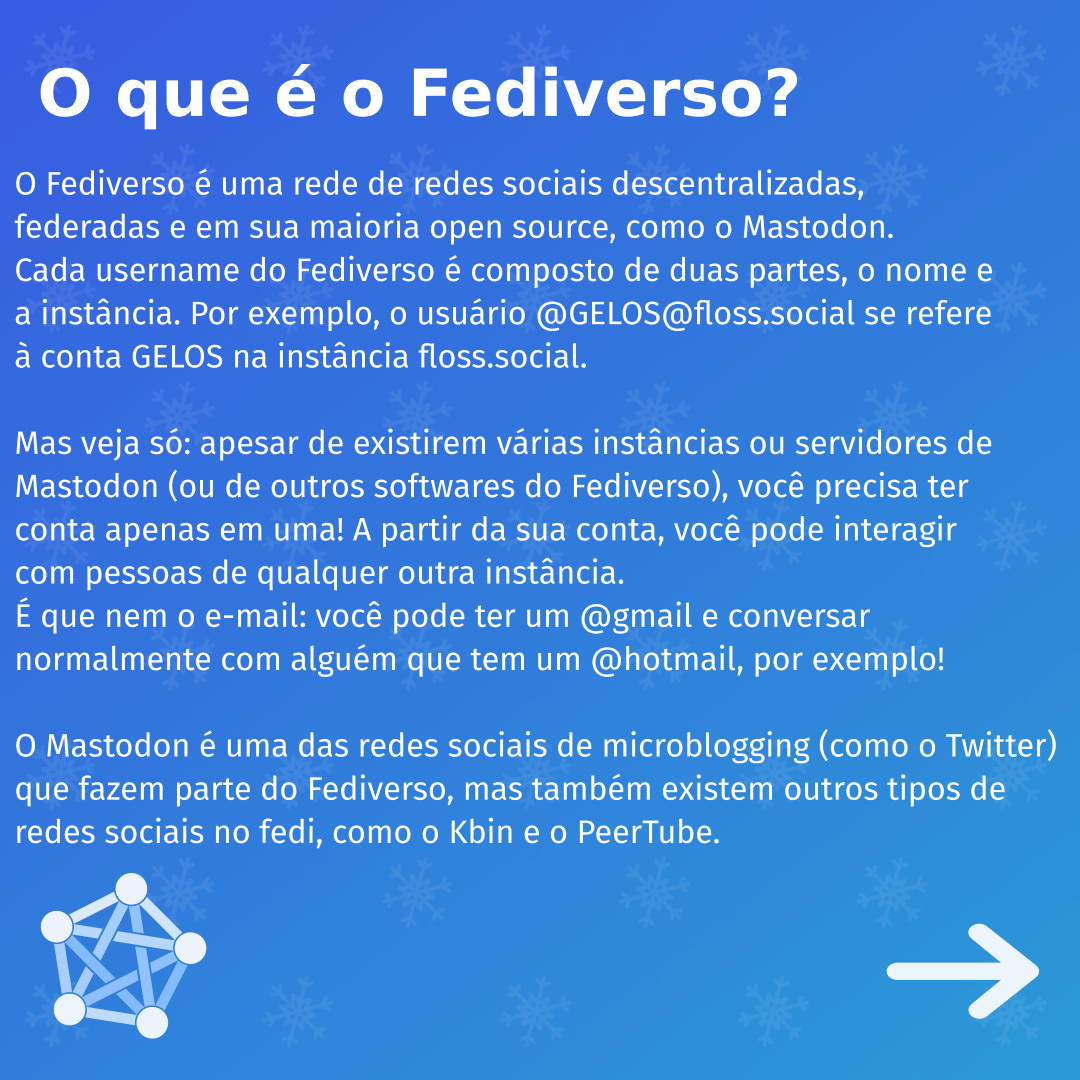 O que é o Fediverso?
O Fediverso é uma rede de redes sociais descentralizadas,
federadas e em sua maioria open source, como o Mastodon.
Cada username do Fediverso é composto de duas partes, o nome e
a instância. Por exemplo, o usuário @GELOS@floss.social se refere
à conta GELOS na instância floss.social.
Mas veja só: apesar de existirem várias instâncias ou servidores de
Mastodon (ou de outros softwares do Fediverso), você precisa ter
conta apenas em uma! A partir da sua conta, você pode interagir
com pessoas de qualquer outra instância.
É que nem o e-mail: você pode ter um @gmail e conversar
normalmente com alguém que tem um @hotmail, por exemplo!
O Mastodon é uma das redes sociais de microblogging (como o Twitter)
que fazem parte do Fediverso, mas também existem outros tipos de
redes sociais no fedi, como o Kbin e o PeerTube.